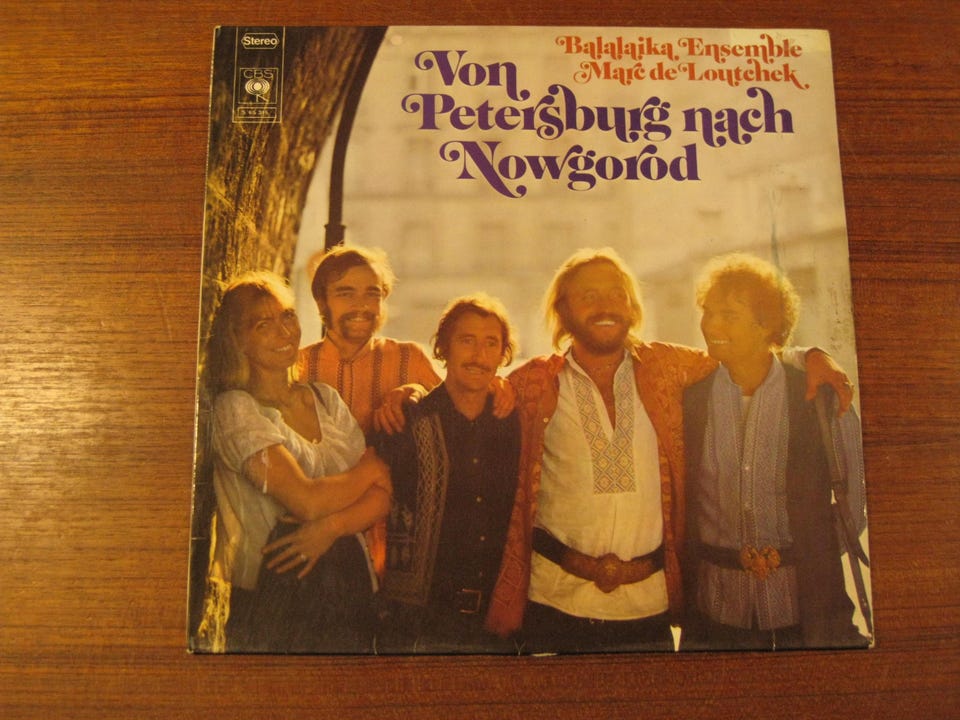 Stereo
CBS
Balalaika Ensemble
Marc de Loutchek
Von
Petersburg nach
Nowgorod